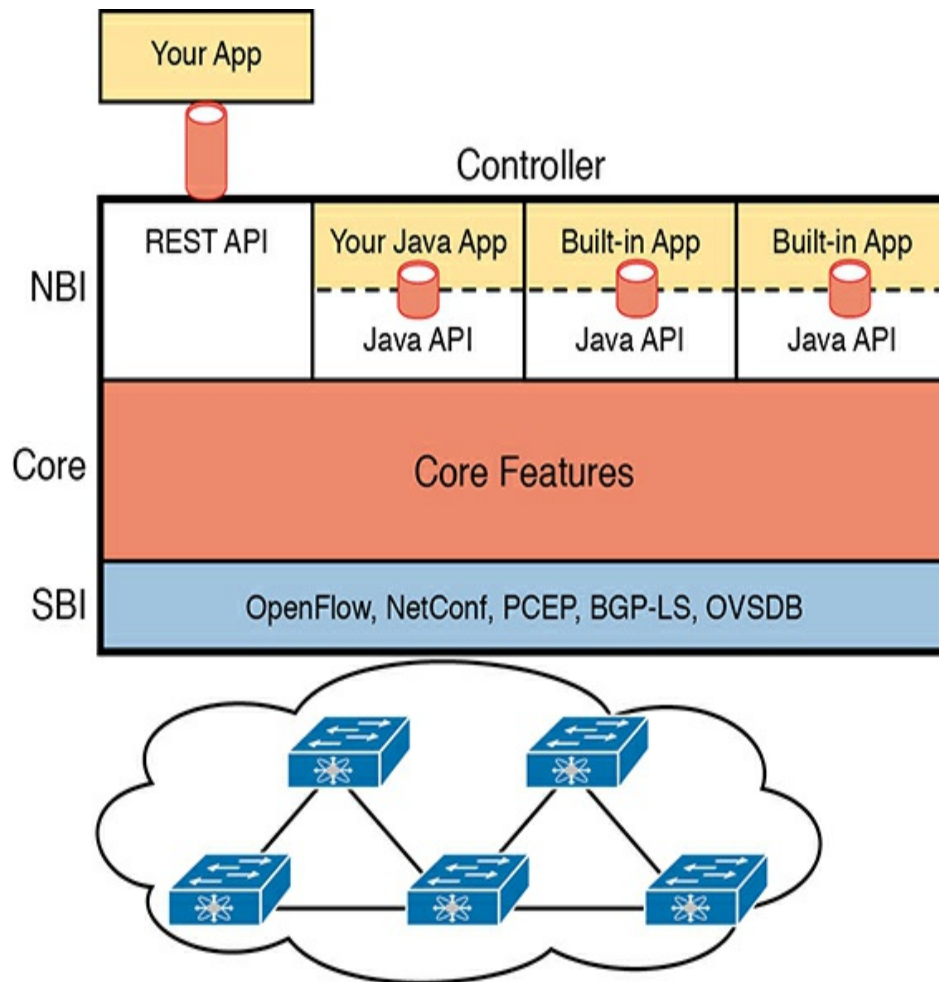 Your App
Controller
NBI
REST API
Your Java App
Built-in App
Built-in App
Java API
Java API
Java API
Core
Core Features
SBI
OpenFlow, NetConf, PCEP, BGP-LS, OVSDB